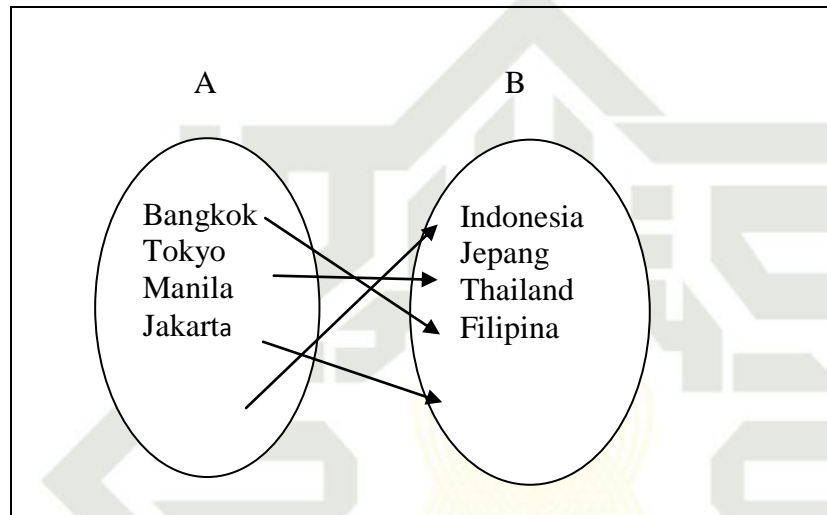 A B
Bangkok
Tokyo
Manila
Jakarta
Indonesia
Jepang
Thailand
Filipina